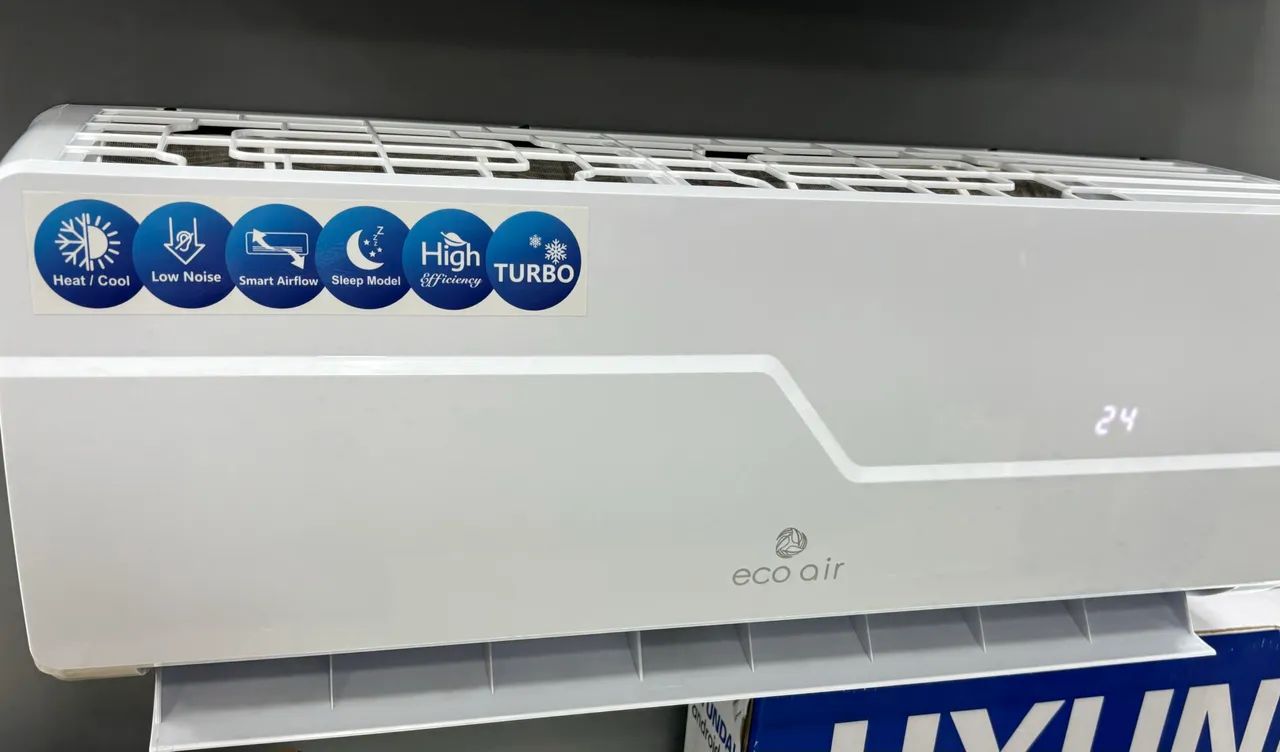 Heat / Cool
Low Noise
Smart Airflow
z z z
Sleep Model
High
Efficiency
TURBO
24
eco air